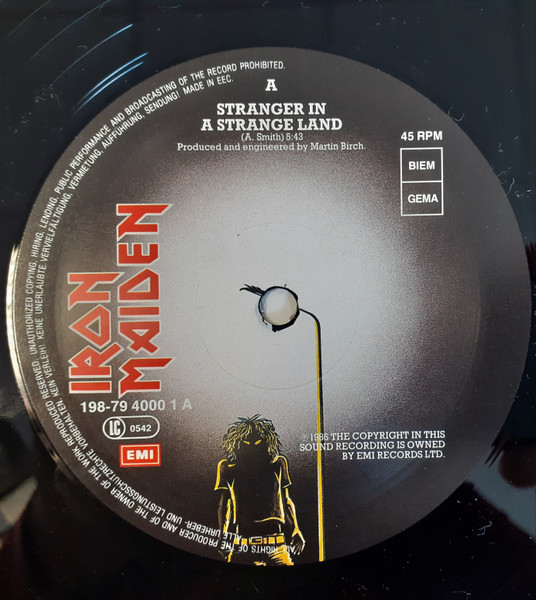 A
STRANGER IN
A STRANGE LAND
(A. Smith) 5:43
Produced and engineered by Martin Birch.
45 RPM
BIEM
GEMA
IRON
MAIDEN
198-79 4000 1 A
LC 0542
EMI
℗ 1986 THE COPYRIGHT IN THIS
SOUND RECORDING IS OWNED
BY EMI RECORDS LTD.
ALL RIGHTS OF THE PRODUCER AND OF THE OWNER OF THE WORK REPRODUCED RESERVED. UNAUTHORIZED COPYING, HIRING, LENDING, PUBLIC PERFORMANCE AND BROADCASTING OF THE RECORD PROHIBITED.
ALLE URHEBER- UND LEISTUNGSSCHUTZRECHTE VORBEHALTEN. KEIN VERLEIH! KEINE UNERLAUBTE VERVIELFÄLTIGUNG, VERMIETUNG, AUFFÜHRUNG, SENDUNG! MADE IN EEC.